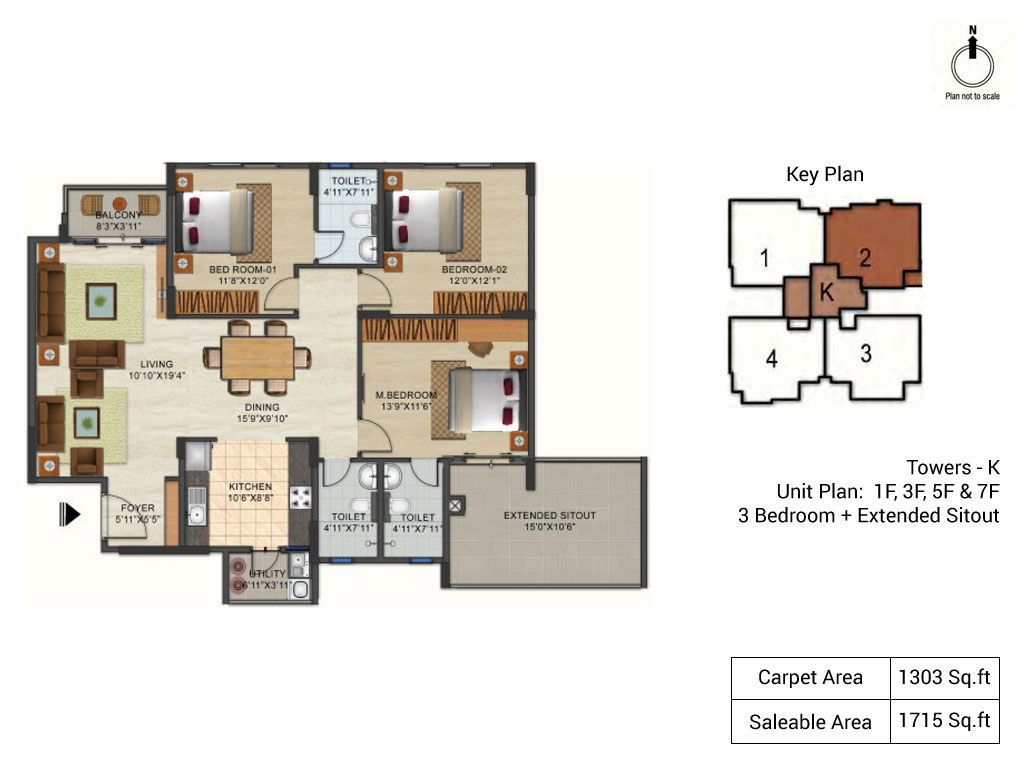 N
Plan not to scale
Key Plan
1
2
K
4
3
TOILET
4'11"X7'11"
BALCONY
8'3"X3'11"
BED ROOM-01
11'8"X12'0"
BEDROOM-02
12'0"X12'1"
LIVING
10'10"X19'4"
DINING
15'9"X9'10"
M.BEDROOM
13'9"X11'6"
KITCHEN
10'6"X8'8"
FOYER
5'11"X5'5"
TOILET
4'11"X7'11"
TOILET
4'11"X7'11"
EXTENDED SITOUT
15'0"X10'6"
UTILITY
6'11"X3'11"
Towers - K
Unit Plan: 1F, 3F, 5F & 7F
3 Bedroom + Extended Sitout
Carpet Area 1303 Sq.ft
Saleable Area 1715 Sq.ft